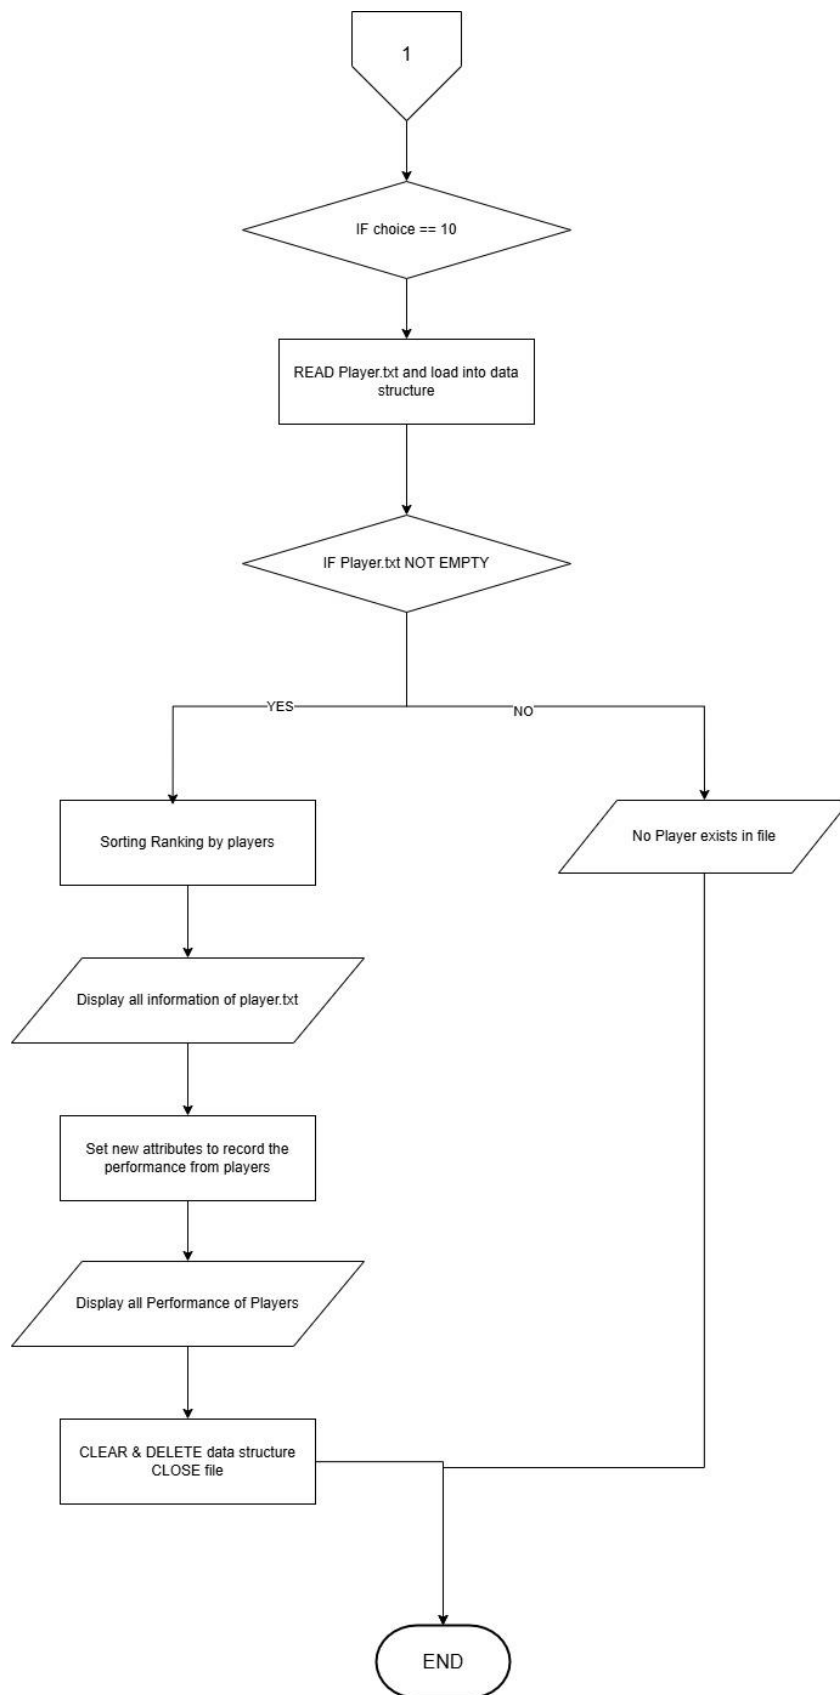 1
IF choice == 10
READ Player.txt and load into data
structure
IF Player.txt NOT EMPTY
YES
NO
Sorting Ranking by players
No Player exists in file
Display all information of player.txt
Set new attributes to record the
performance from players
Display all Performance of Players
CLEAR & DELETE data structure
CLOSE file
END